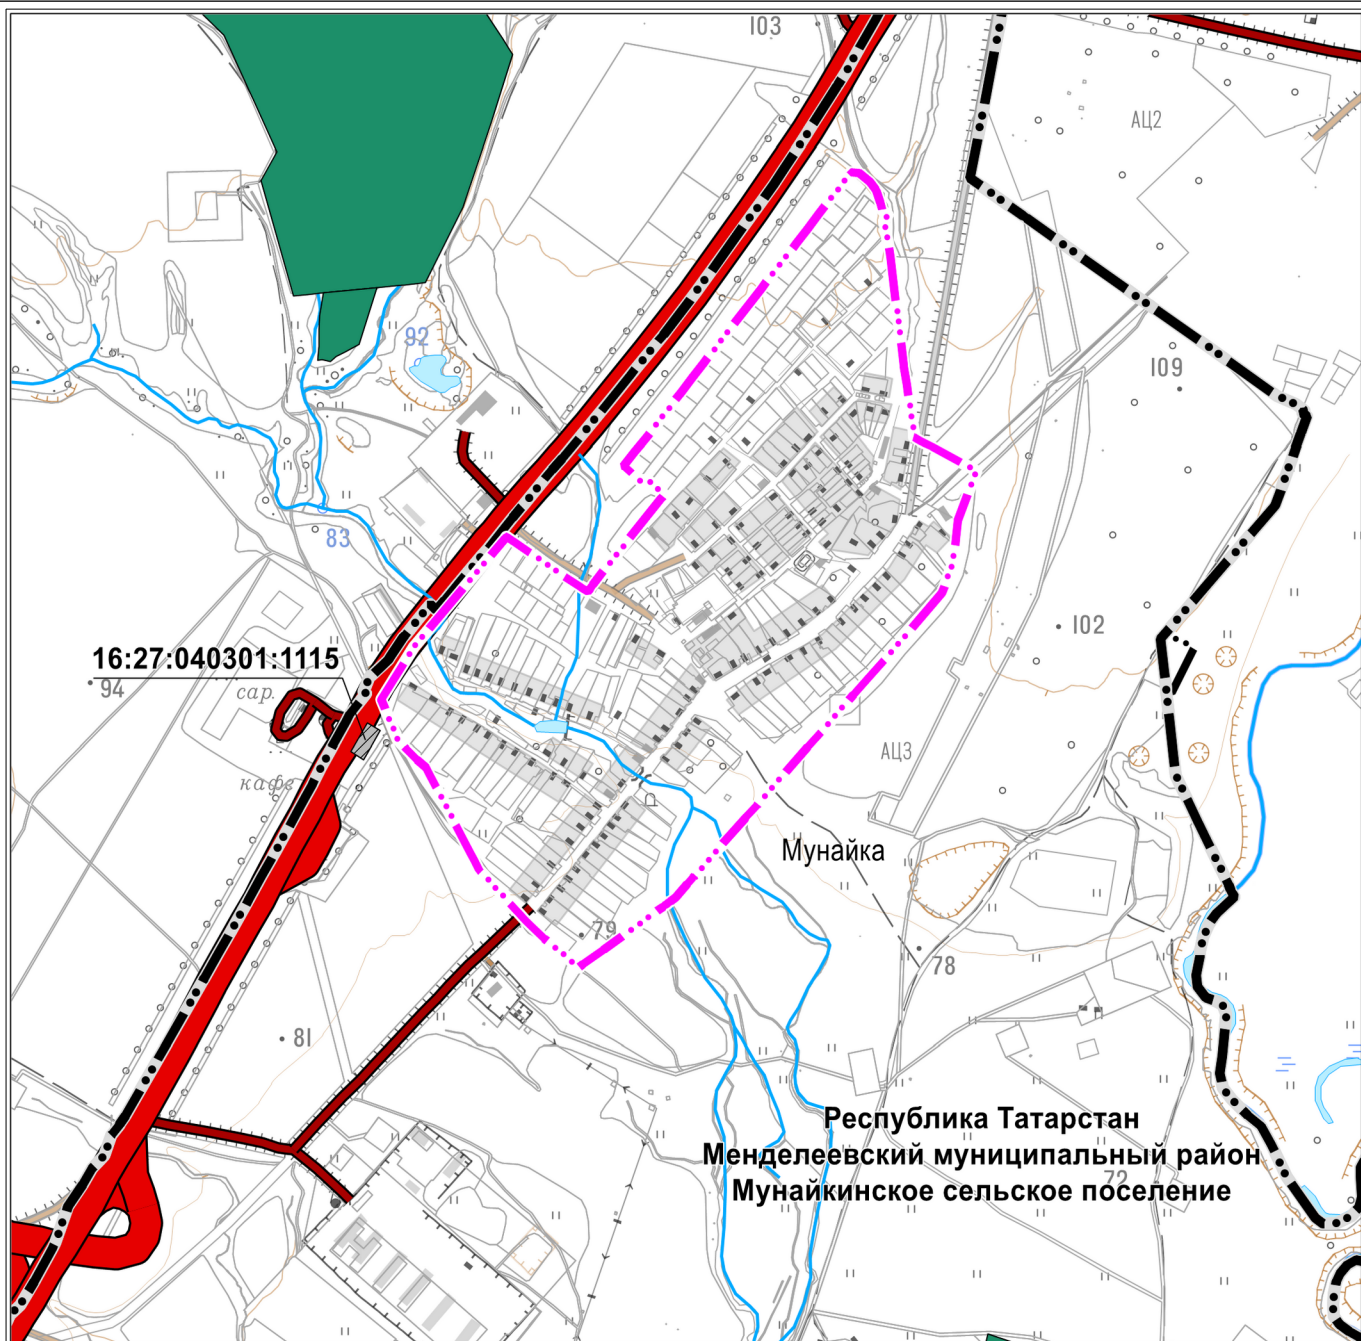 103
АЦ2
92
109
83
102
16:27:040301:1115
94
сар.
кафе
АЦ3
Мунайка
79
78
81
Республика Татарстан
Менделеевский муниципальный район
72
Мунайкинское сельское поселение